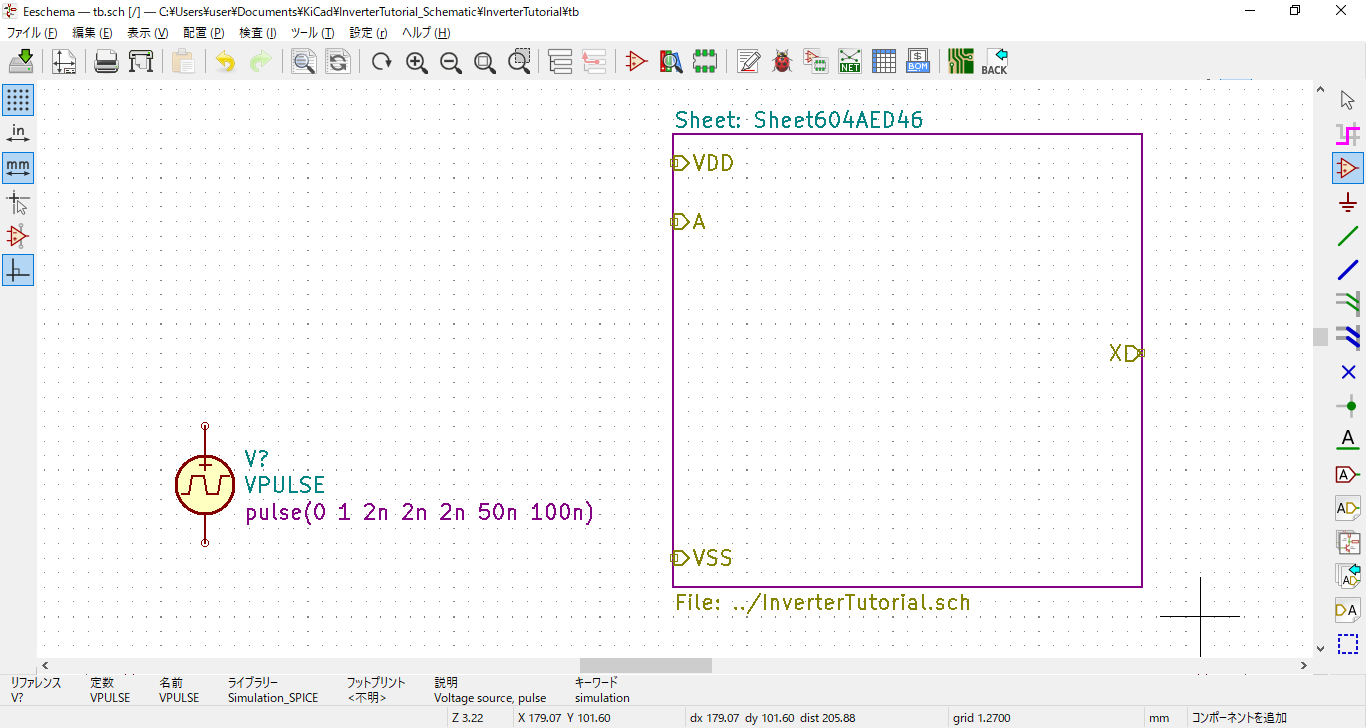 Eeschema — tb.sch [/] — C:¥Users¥user¥Documents¥KiCad¥InverterTutorial_Schematic¥InverterTutorial¥tb
ファイル (F) 編集 (E) 表示 (V) 配置 (P) 検査 (I) ツール (T) 設定 (r) ヘルプ (H)
NET
$
BOM
BACK
in
mm
Sheet: Sheet604AED46
VDD
A
X
VSS
File: ../InverterTutorial.sch
V?
VPULSE
pulse(0 1 2n 2n 2n 50n 100n)
A
A
AD
AD
DA
リファレンス 定数 名前 ライブラリー フットプリント 説明 キーワード
V? VPULSE VPULSE Simulation_SPICE <不明> Voltage source, pulse simulation
Z 3.22 X 179.07 Y 101.60 dx 179.07 dy 101.60 dist 205.88 grid 1.2700 mm コンポーネントを追加